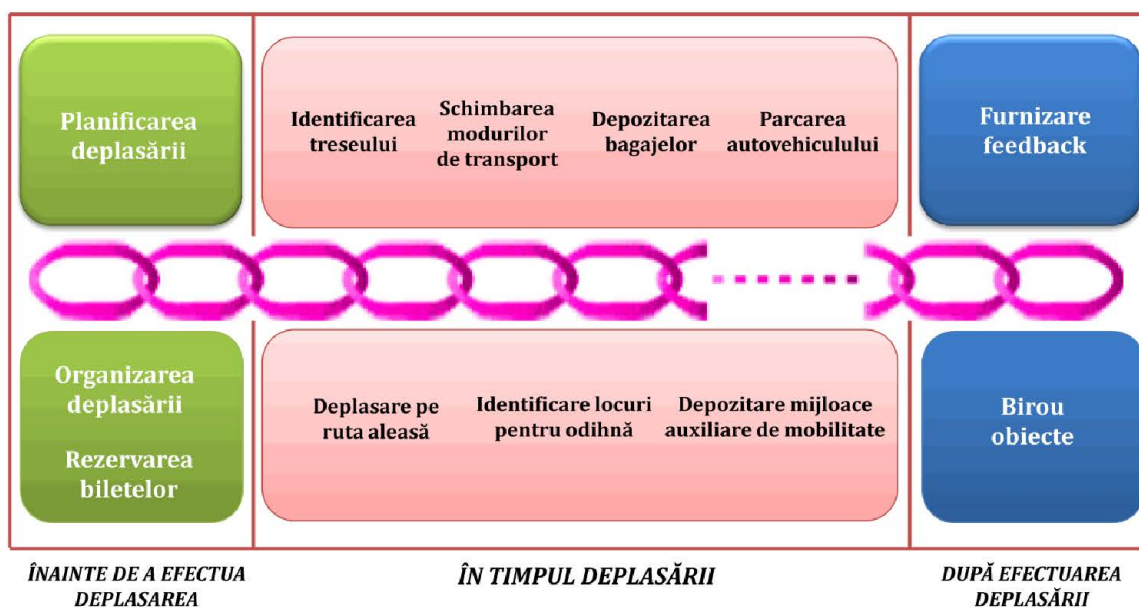 Planificarea
deplasării
Identificarea
treseului
Schimbarea
modurilor
de transport
Depozitarea
bagajelor
Parcarea
autovehiculului
Furnizare
feedback
Organizarea
deplasării
Rezervarea
biletelor
Deplasare pe
ruta aleasă
Identificare locuri
pentru odihnă
Depozitare mijloace
auxiliare de mobilitate
Birou
obiecte
ÎNAINTE DE A EFECTUA
DEPLASAREA
ÎN TIMPUL DEPLASĂRII
DUPĂ EFECTUAREA
DEPLASĂRII